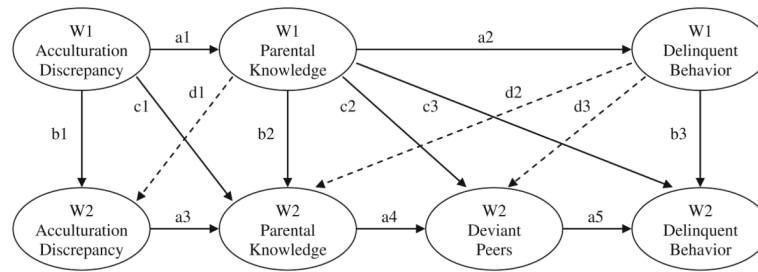 W1
Acculturation
Discrepancy
a1
W1
Parental
Knowledge
a2
W1
Delinquent
Behavior
b1
c1
d1
b2
c2
c3
d2
d3
b3
W2
Acculturation
Discrepancy
a3
W2
Parental
Knowledge
a4
W2
Deviant
Peers
a5
W2
Delinquent
Behavior